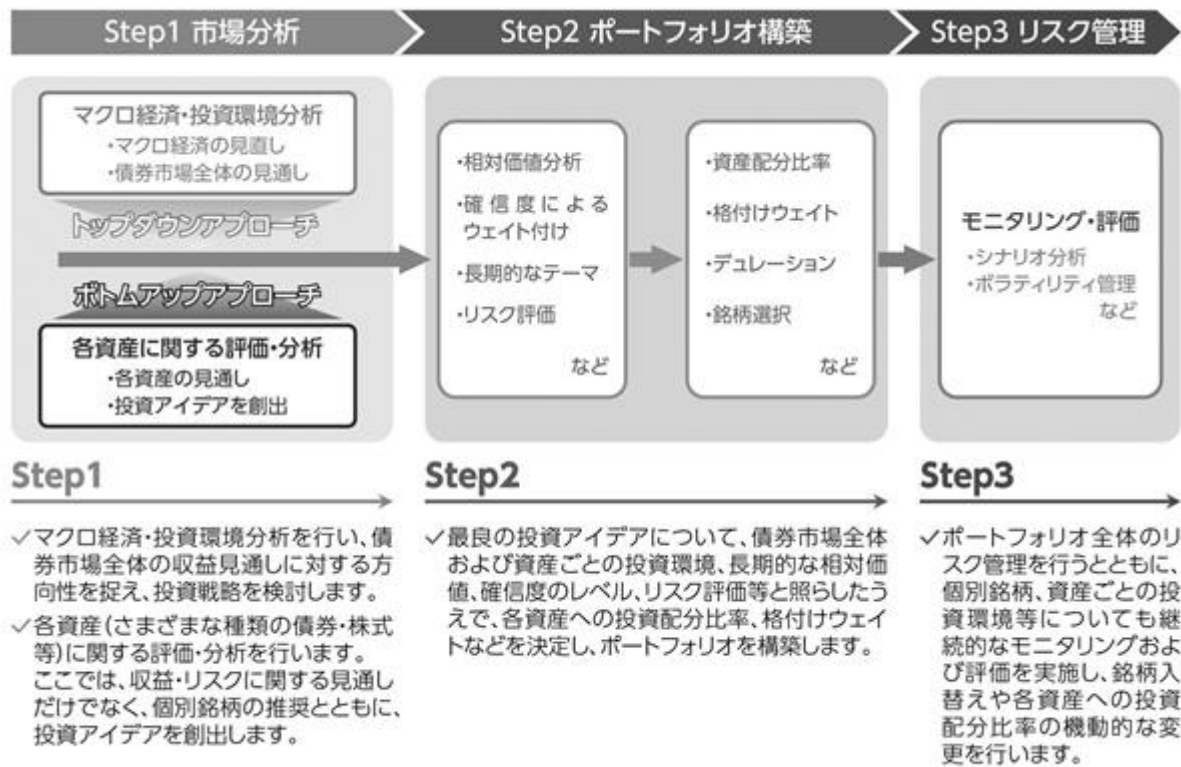 Step1 市場分析
Step2 ポートフォリオ構築
Step3 リスク管理
マクロ経済・投資環境分析
・マクロ経済の見直し
・債券市場全体の見通し
トップダウンアプローチ
ボトムアップアプローチ
各資産に関する評価・分析
・各資産の見通し
・投資アイデアを創出
・相対価値分析
・確信度による
ウェイト付け
・長期的なテーマ
・リスク評価
など
・資産配分比率
・格付けウェイト
・デュレーション
・銘柄選択
など
モニタリング・評価
・シナリオ分析
・ボラティリティ管理
など
Step1
✓マクロ経済・投資環境分析を行い、債
券市場全体の収益見通しに対する方
向性を捉え、投資戦略を検討します。
✓各資産(さまざまな種類の債券・株式
等)に関する評価・分析を行います。
ここでは、収益・リスクに関する見通し
だけでなく、個別銘柄の推奨とともに、
投資アイデアを創出します。
Step2
✓最良の投資アイデアについて、債券市場全体
および資産ごとの投資環境、長期的な相対価
値、確信度のレベル、リスク評価等と照らしたう
えで、各資産への投資配分比率、格付けウェイ
トなどを決定し、ポートフォリオを構築します。
Step3
✓ポートフォリオ全体のリ
スク管理を行うとともに、
個別銘柄、資産ごとの投
資環境等についても継
続的なモニタリングおよ
び評価を実施し、銘柄入
替えや各資産への投資
配分比率の機動的な変
更を行います。